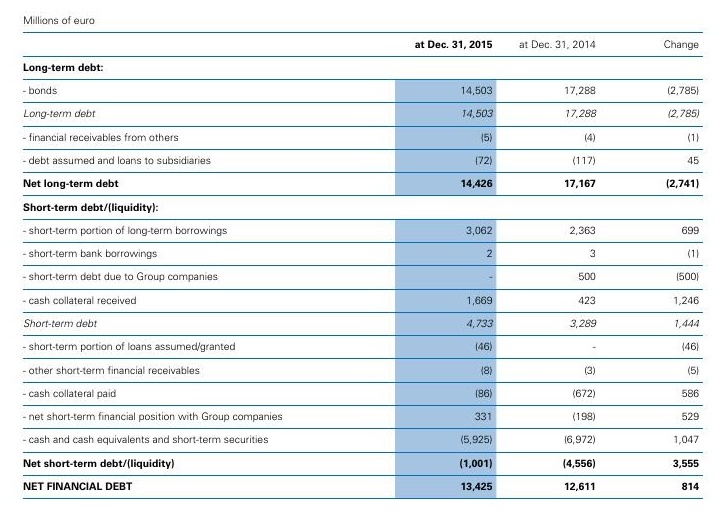 Millions of euro
at Dec. 31, 2015 at Dec. 31, 2014 Change
Long-term debt:
- bonds 14,503 17,288 (2,785)
Long-term debt 14,503 17,288 (2,785)
- financial receivables from others (5) (4) (1)
- debt assumed and loans to subsidiaries (72) (117) 45
Net long-term debt 14,426 17,167 (2,741)
Short-term debt/(liquidity):
- short-term portion of long-term borrowings 3,062 2,363 699
- short-term bank borrowings 2 3 (1)
- short-term debt due to Group companies - 500 (500)
- cash collateral received 1,669 423 1,246
Short-term debt 4,733 3,289 1,444
- short-term portion of loans assumed/granted (46) - (46)
- other short-term financial receivables (8) (3) (5)
- cash collateral paid (86) (672) 586
- net short-term financial position with Group companies 331 (198) 529
- cash and cash equivalents and short-term securities (5,925) (6,972) 1,047
Net short-term debt/(liquidity) (1,001) (4,556) 3,555
NET FINANCIAL DEBT 13,425 12,611 814